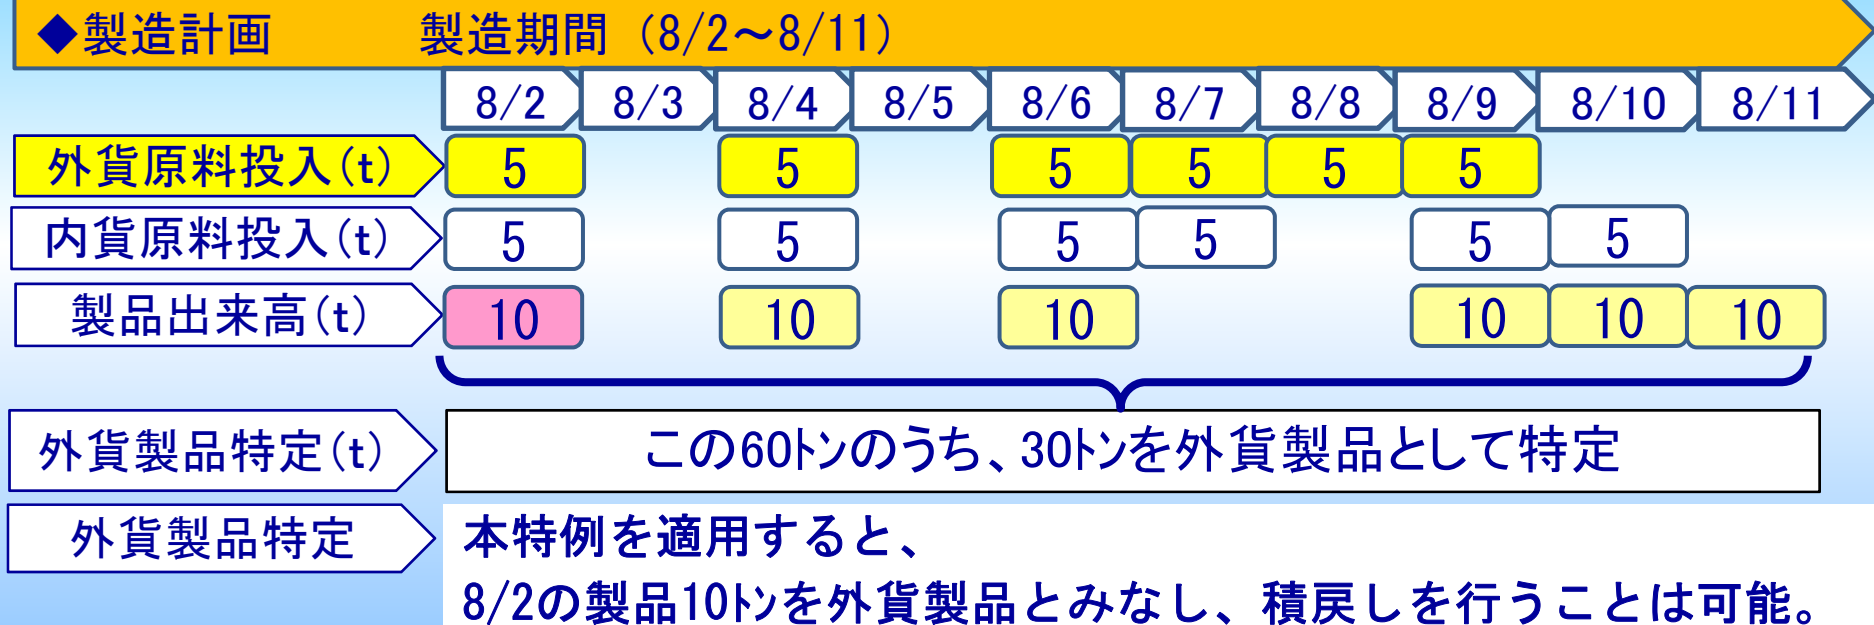 ◆製造計画 製造期間（8/2～8/11）
8/2 8/3 8/4 8/5 8/6 8/7 8/8 8/9 8/10 8/11
外貨原料投入(t) 5 5 5 5 5 5
内貨原料投入(t) 5 5 5 5 5 5
製品出来高(t) 10 10 10 10 10 10
外貨製品特定(t) この60ﾄﾝのうち、30ﾄﾝを外貨製品として特定
外貨製品特定 本特例を適用すると、
8/2の製品10ﾄﾝを外貨製品とみなし、積戻しを行うことは可能。